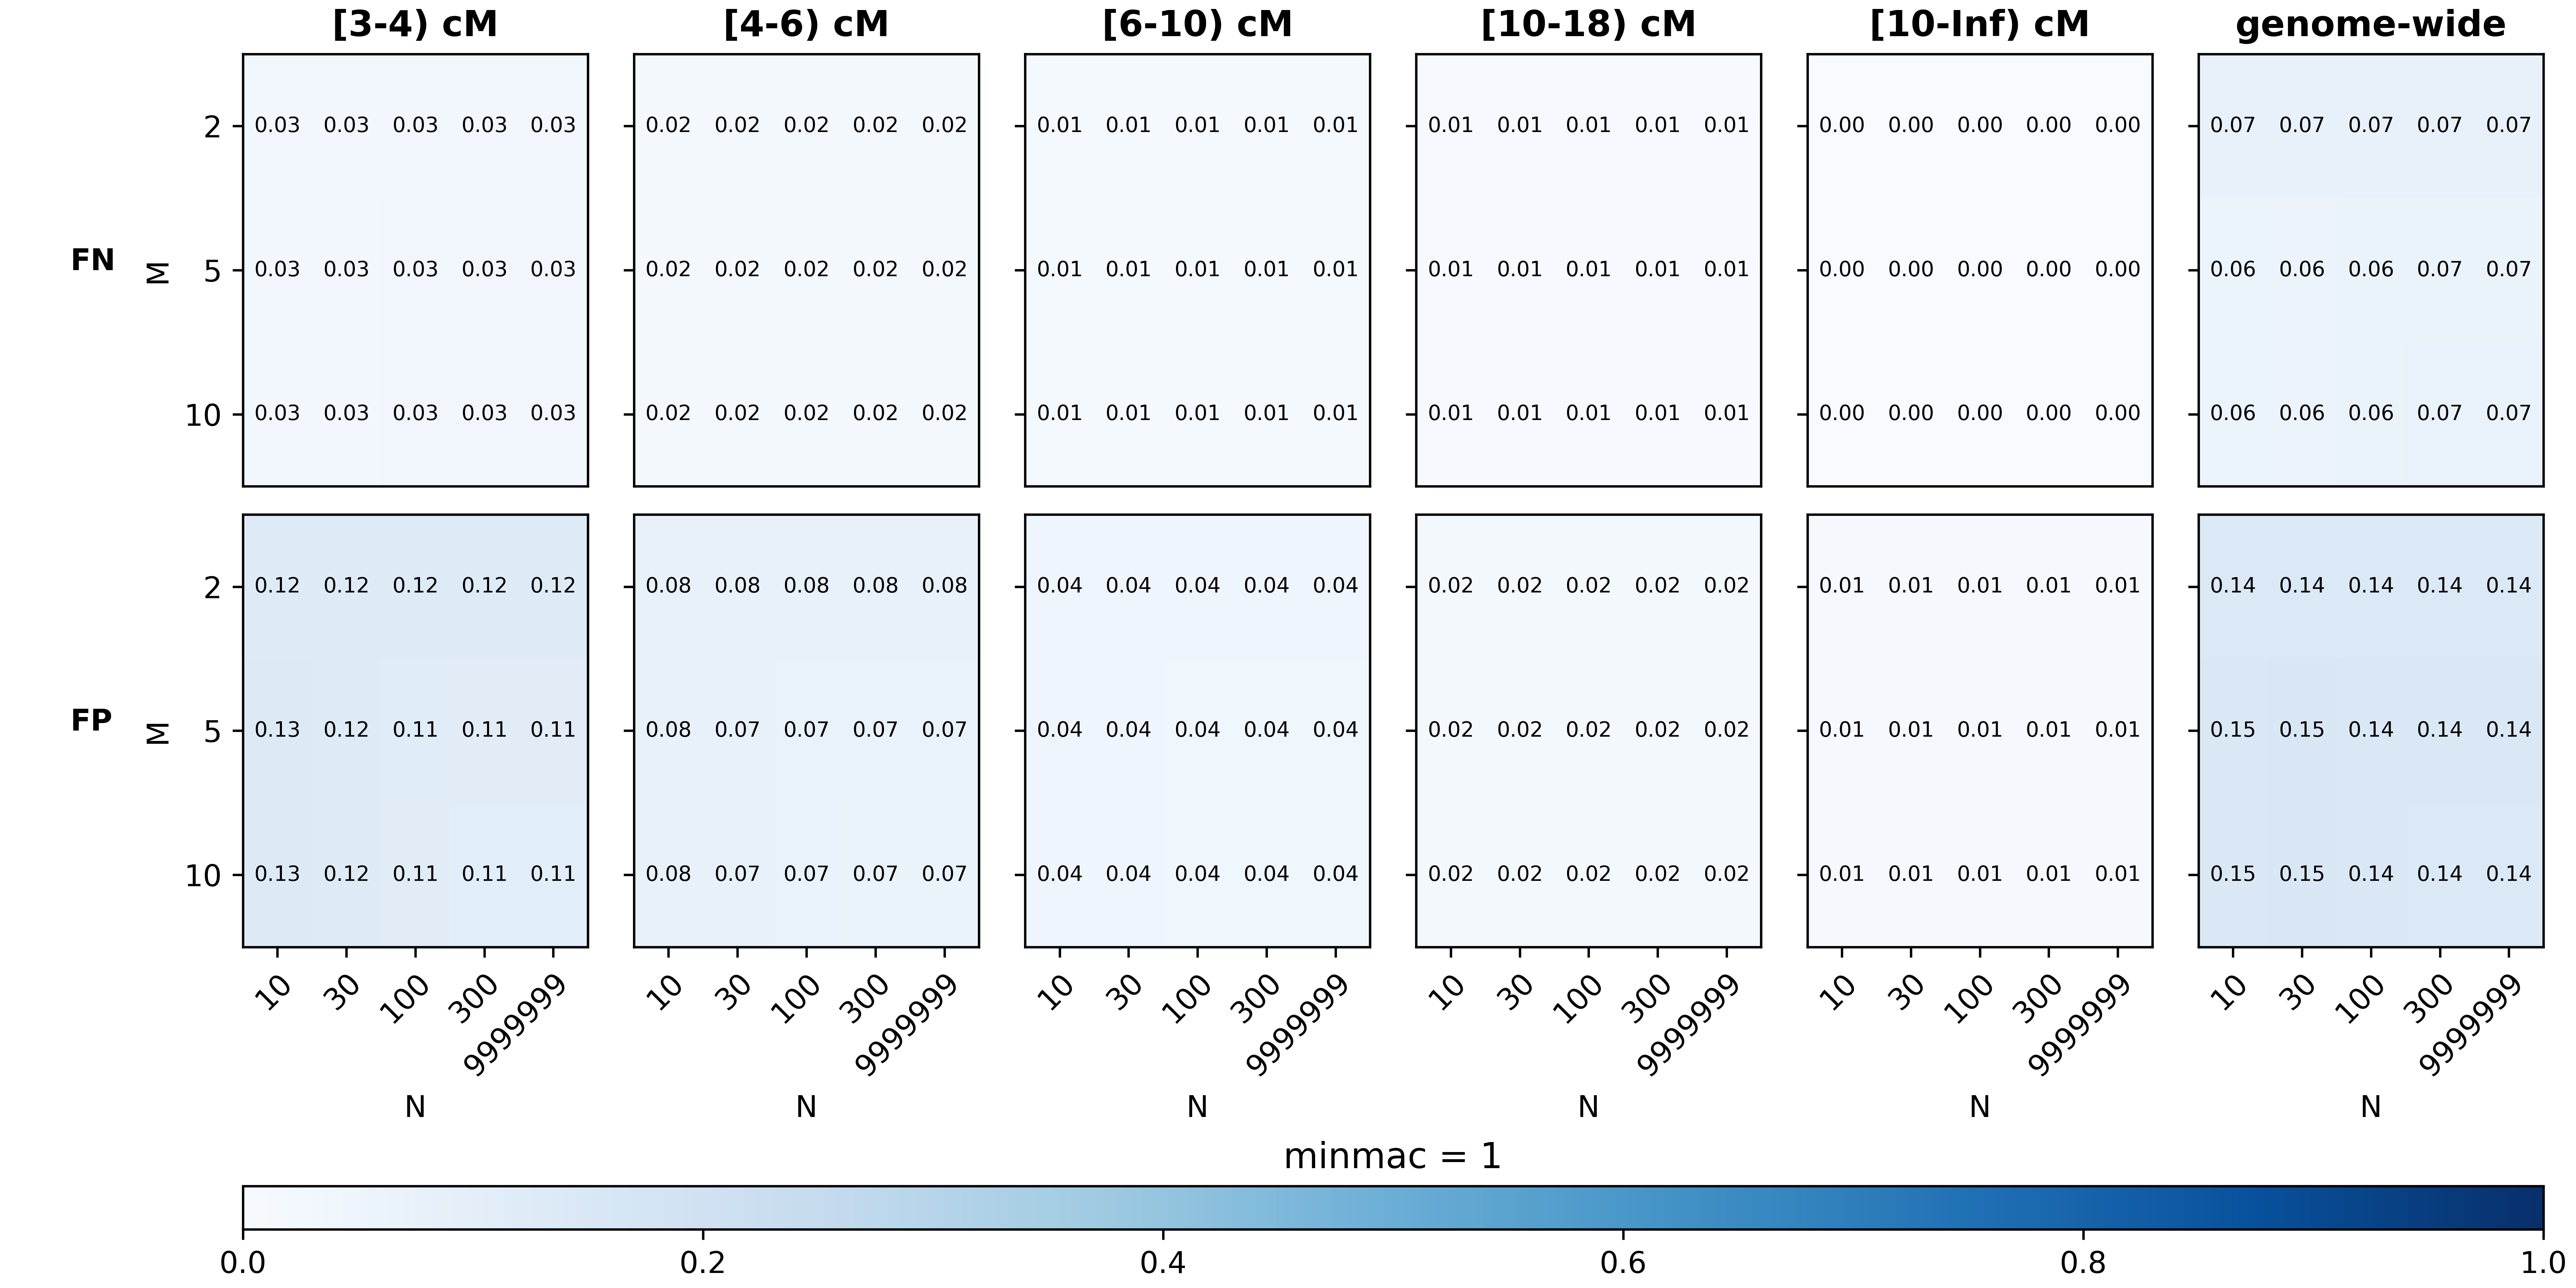 [3-4) cM [4-6) cM [6-10) cM [10-18) cM [10-Inf) cM genome-wide
2 0.03 0.03 0.03 0.03 0.03 0.02 0.02 0.02 0.02 0.02 0.01 0.01 0.01 0.01 0.01 0.01 0.01 0.01 0.01 0.01 0.00 0.00 0.00 0.00 0.00 0.07 0.07 0.07 0.07 0.07
FN M 5 0.03 0.03 0.03 0.03 0.03 0.02 0.02 0.02 0.02 0.02 0.01 0.01 0.01 0.01 0.01 0.01 0.01 0.01 0.01 0.01 0.00 0.00 0.00 0.00 0.00 0.06 0.06 0.06 0.07 0.07
10 0.03 0.03 0.03 0.03 0.03 0.02 0.02 0.02 0.02 0.02 0.01 0.01 0.01 0.01 0.01 0.01 0.01 0.01 0.01 0.01 0.00 0.00 0.00 0.00 0.00 0.06 0.06 0.06 0.07 0.07
2 0.12 0.12 0.12 0.12 0.12 0.08 0.08 0.08 0.08 0.08 0.04 0.04 0.04 0.04 0.04 0.02 0.02 0.02 0.02 0.02 0.01 0.01 0.01 0.01 0.01 0.14 0.14 0.14 0.14 0.14
FP M 5 0.13 0.12 0.11 0.11 0.11 0.08 0.07 0.07 0.07 0.07 0.04 0.04 0.04 0.04 0.04 0.02 0.02 0.02 0.02 0.02 0.01 0.01 0.01 0.01 0.01 0.15 0.15 0.14 0.14 0.14
10 0.13 0.12 0.11 0.11 0.11 0.08 0.07 0.07 0.07 0.07 0.04 0.04 0.04 0.04 0.04 0.02 0.02 0.02 0.02 0.02 0.01 0.01 0.01 0.01 0.01 0.15 0.15 0.14 0.14 0.14
10 30 100 300 99999999 10 30 100 300 99999999 10 30 100 300 99999999 10 30 100 300 99999999 10 30 100 300 99999999 10 30 100 300 99999999
N N N N N N
minmac = 1
0.0 0.2 0.4 0.6 0.8 1.0